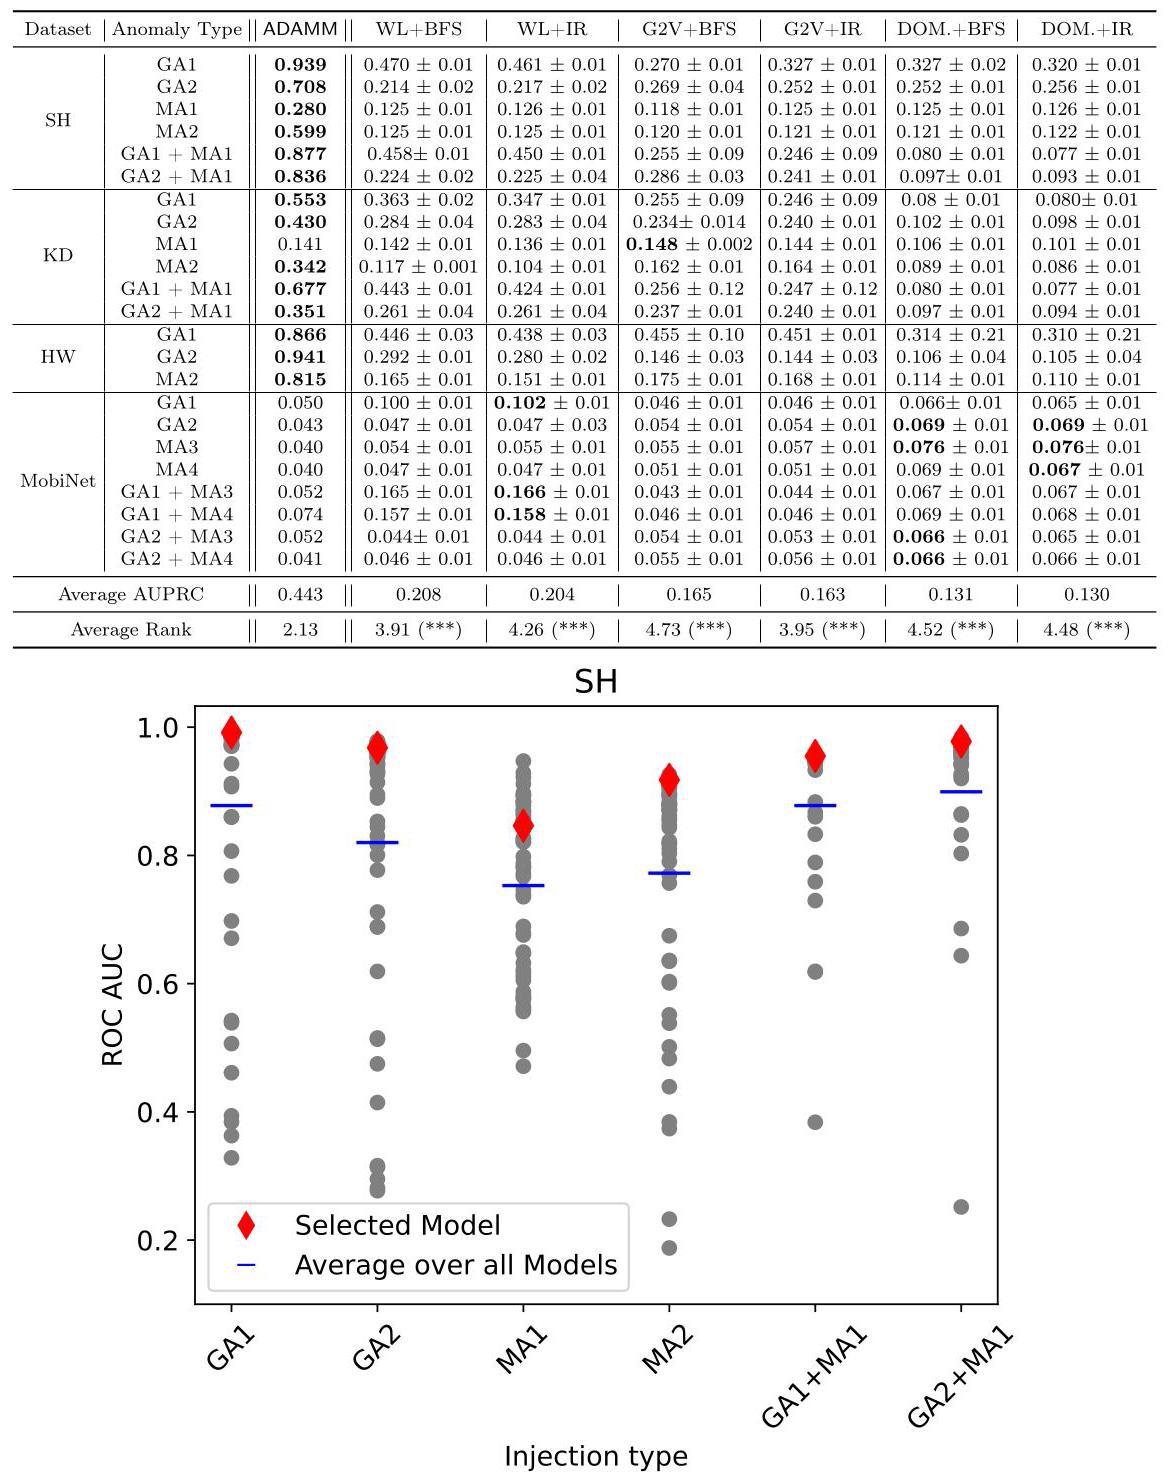 Dataset Anomaly Type ADAMM WL+BFS WL+IR G2V+BFS G2V+IR DOM.+BFS DOM.+IR
GA1 0.939 0.470 ± 0.01 0.461 ± 0.01 0.270 ± 0.01 0.327 ± 0.01 0.327 ± 0.02 0.320 ± 0.01
GA2 0.708 0.214 ± 0.02 0.217 ± 0.02 0.269 ± 0.04 0.252 ± 0.01 0.252 ± 0.01 0.256 ± 0.01
MA1 0.280 0.125 ± 0.01 0.126 ± 0.01 0.118 ± 0.01 0.125 ± 0.01 0.125 ± 0.01 0.126 ± 0.01
SH
MA2 0.599 0.125 ± 0.01 0.125 ± 0.01 0.120 ± 0.01 0.121 ± 0.01 0.121 ± 0.01 0.122 ± 0.01
GA1 + MA1 0.877 0.458± 0.01 0.450 ± 0.01 0.255 ± 0.09 0.246 ± 0.09 0.080 ± 0.01 0.077 ± 0.01
GA2 + MA1 0.836 0.224 ± 0.02 0.225 ± 0.04 0.286 ± 0.03 0.241 ± 0.01 0.097± 0.01 0.093 ± 0.01
GA1 0.553 0.363 ± 0.02 0.347 ± 0.01 0.255 ± 0.09 0.246 ± 0.09 0.08 ± 0.01 0.080± 0.01
GA2 0.430 0.284 ± 0.04 0.283 ± 0.04 0.234± 0.014 0.240 ± 0.01 0.102 ± 0.01 0.098 ± 0.01
MA1 0.141 0.142 ± 0.01 0.136 ± 0.01 0.148 ± 0.002 0.144 ± 0.01 0.106 ± 0.01 0.101 ± 0.01
KD
MA2 0.342 0.117 ± 0.001 0.104 ± 0.01 0.162 ± 0.01 0.164 ± 0.01 0.089 ± 0.01 0.086 ± 0.01
GA1 + MA1 0.677 0.443 ± 0.01 0.424 ± 0.01 0.256 ± 0.12 0.247 ± 0.12 0.080 ± 0.01 0.077 ± 0.01
GA2 + MA1 0.351 0.261 ± 0.04 0.261 ± 0.04 0.237 ± 0.01 0.240 ± 0.01 0.097 ± 0.01 0.094 ± 0.01
GA1 0.866 0.446 ± 0.03 0.438 ± 0.03 0.455 ± 0.10 0.451 ± 0.01 0.314 ± 0.21 0.310 ± 0.21
HW GA2 0.941 0.292 ± 0.01 0.280 ± 0.02 0.146 ± 0.03 0.144 ± 0.03 0.106 ± 0.04 0.105 ± 0.04
MA2 0.815 0.165 ± 0.01 0.151 ± 0.01 0.175 ± 0.01 0.168 ± 0.01 0.114 ± 0.01 0.110 ± 0.01
GA1 0.050 0.100 ± 0.01 0.102 ± 0.01 0.046 ± 0.01 0.046 ± 0.01 0.066± 0.01 0.065 ± 0.01
GA2 0.043 0.047 ± 0.01 0.047 ± 0.03 0.054 ± 0.01 0.054 ± 0.01 0.069 ± 0.01 0.069 ± 0.01
MA3 0.040 0.054 ± 0.01 0.055 ± 0.01 0.055 ± 0.01 0.057 ± 0.01 0.076 ± 0.01 0.076± 0.01
MA4 0.040 0.047 ± 0.01 0.047 ± 0.01 0.051 ± 0.01 0.051 ± 0.01 0.069 ± 0.01 0.067 ± 0.01
MobiNet
GA1 + MA3 0.052 0.165 ± 0.01 0.166 ± 0.01 0.043 ± 0.01 0.044 ± 0.01 0.067 ± 0.01 0.067 ± 0.01
GA1 + MA4 0.074 0.157 ± 0.01 0.158 ± 0.01 0.046 ± 0.01 0.046 ± 0.01 0.069 ± 0.01 0.068 ± 0.01
GA2 + MA3 0.052 0.044± 0.01 0.044 ± 0.01 0.054 ± 0.01 0.053 ± 0.01 0.066 ± 0.01 0.065 ± 0.01
GA2 + MA4 0.041 0.046 ± 0.01 0.046 ± 0.01 0.055 ± 0.01 0.056 ± 0.01 0.066 ± 0.01 0.066 ± 0.01
Average AUPRC 0.443 0.208 0.204 0.165 0.163 0.131 0.130
Average Rank 2.13 3.91 (***) 4.26 (***) 4.73 (***) 3.95 (***) 4.52 (***) 4.48 (***)
SH
1.0
0.8
0.6
0.4
0.2
ROC AUC
Selected Model
Average over all Models
GA1 GA2 MA1 MA2 GA1+MA1 GA2+MA1
Injection type